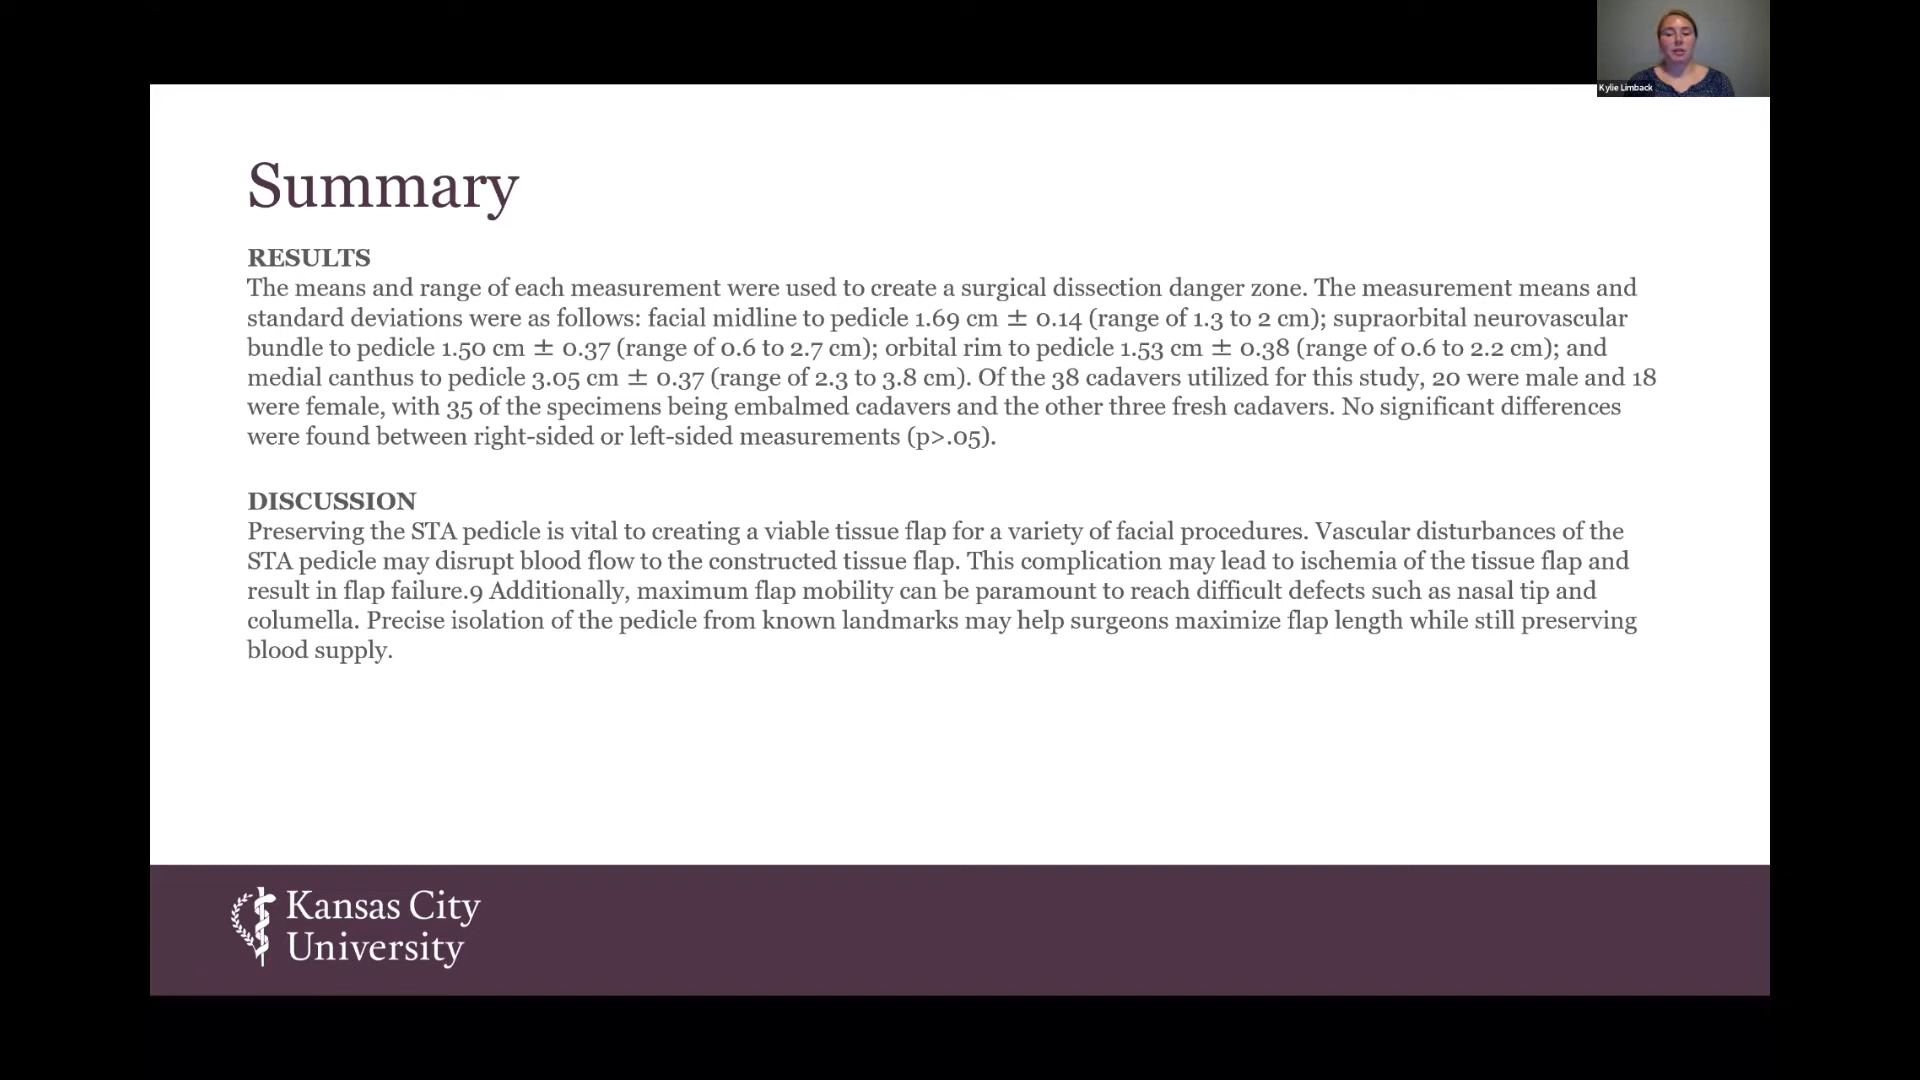 Kylie Limback
Summary
RESULTS
The means and range of each measurement were used to create a surgical dissection danger zone. The measurement means and
standard deviations were as follows: facial midline to pedicle 1.69 cm ± 0.14 (range of 1.3 to 2 cm); supraorbital neurovascular
bundle to pedicle 1.50 cm ± 0.37 (range of 0.6 to 2.7 cm); orbital rim to pedicle 1.53 cm ± 0.38 (range of 0.6 to 2.2 cm); and
medial canthus to pedicle 3.05 cm ± 0.37 (range of 2.3 to 3.8 cm). Of the 38 cadavers utilized for this study, 20 were male and 18
were female, with 35 of the specimens being embalmed cadavers and the other three fresh cadavers. No significant differences
were found between right-sided or left-sided measurements (p>.05).
DISCUSSION
Preserving the STA pedicle is vital to creating a viable tissue flap for a variety of facial procedures. Vascular disturbances of the
STA pedicle may disrupt blood flow to the constructed tissue flap. This complication may lead to ischemia of the tissue flap and
result in flap failure.9 Additionally, maximum flap mobility can be paramount to reach difficult defects such as nasal tip and
columella. Precise isolation of the pedicle from known landmarks may help surgeons maximize flap length while still preserving
blood supply.
Kansas City
University